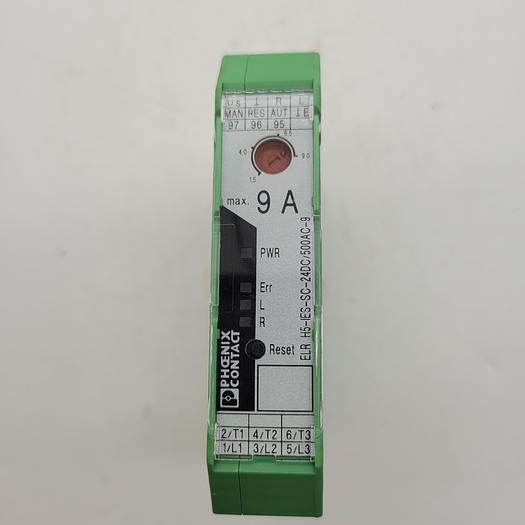 Us I R L
MAN RES AUT ⊥E
97 96 95
6,5
4,0 9,0
1,5
max. 9 A
PWR
Err
L
R
Reset
PHŒNIX
CONTACT
ELR H5-IES-SC-24DC/500AC-9
2/T1 4/T2 6/T3
1/L1 3/L2 5/L3